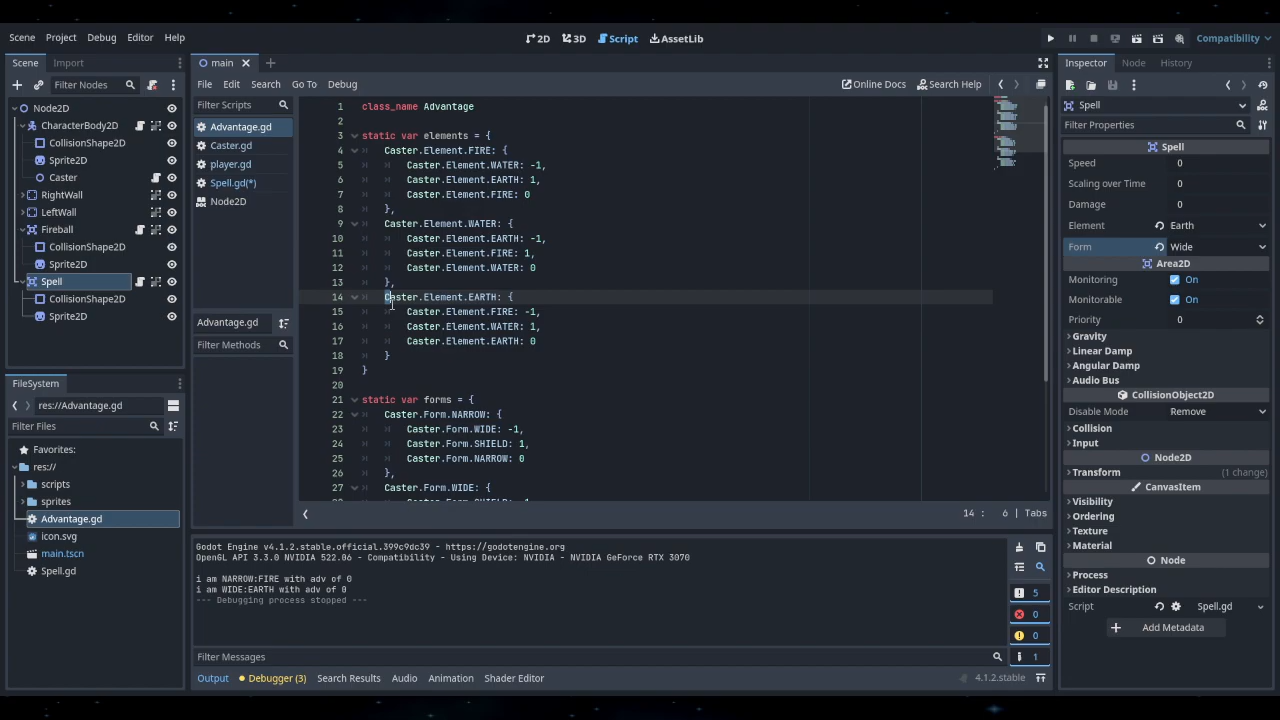 Scene Project Debug Editor Help
2D 3D Script AssetLib
Compatibility
Scene Import
Filter Nodes
Node2D
CharacterBody2D
CollisionShape2D
Sprite2D
Caster
RightWall
LeftWall
Fireball
CollisionShape2D
Sprite2D
Spell
CollisionShape2D
Sprite2D
FileSystem
res://Advantage.gd
Filter Files
Favorites:
res://
scripts
sprites
Advantage.gd
icon.svg
main.tscn
Spell.gd
main
File Edit Search Go To Debug
Online Docs Search Help
Filter Scripts
Advantage.gd
Caster.gd
player.gd
Spell.gd(*)
Node2D
Advantage.gd
Filter Methods
1 class_name Advantage
2
3 static var elements = {
4 Caster.Element.FIRE: {
5 Caster.Element.WATER: -1,
6 Caster.Element.EARTH: 1,
7 Caster.Element.FIRE: 0
8 },
9 Caster.Element.WATER: {
10 Caster.Element.EARTH: -1,
11 Caster.Element.FIRE: 1,
12 Caster.Element.WATER: 0
13 },
14 Caster.Element.EARTH: {
15 Caster.Element.FIRE: -1,
16 Caster.Element.WATER: 1,
17 Caster.Element.EARTH: 0
18 }
19 }
20
21 static var forms = {
22 Caster.Form.NARROW: {
23 Caster.Form.WIDE: -1,
24 Caster.Form.SHIELD: 1,
25 Caster.Form.NARROW: 0
26 },
27 Caster.Form.WIDE: {
14 : 6 | Tabs
Godot Engine v4.1.2.stable.official.399c9dc39 - https://godotengine.org
OpenGL API 3.3.0 NVIDIA 522.06 - Compatibility - Using Device: NVIDIA - NVIDIA GeForce RTX 3070
i am NARROW:FIRE with adv of 0
i am WIDE:EARTH with adv of 0
--- Debugging process stopped ---
5
0
0
1
Filter Messages
Output Debugger (3) Search Results Audio Animation Shader Editor
4.1.2.stable
Inspector Node History
Spell
Filter Properties
Spell
Speed 0
Scaling over Time 0
Damage 0
Element Earth
Form Wide
Area2D
Monitoring On
Monitorable On
Priority 0
Gravity
Linear Damp
Angular Damp
Audio Bus
CollisionObject2D
Disable Mode Remove
Collision
Input
Node2D
Transform (1 change)
CanvasItem
Visibility
Ordering
Texture
Material
Node
Process
Editor Description
Script Spell.gd
Add Metadata